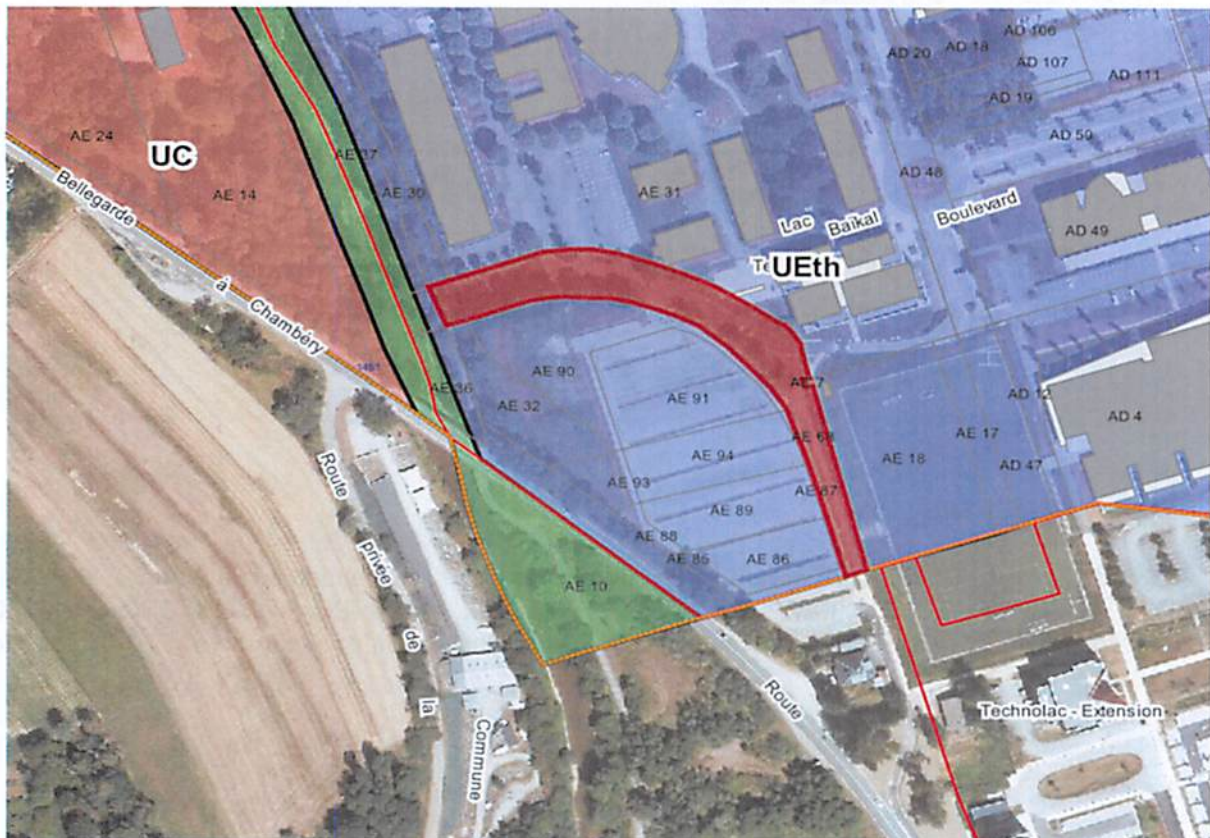 AD 20
AD 18
AD 106
AD 107
AD 111
AD 19
AD 50
AE 24
UC
AE 37
AE 14
AE 30
AE 31
AD 48
Bellegarde
à
Chambéry
Lac
Baïkal
Boulevard
AD 49
UEth
AE 36
AE 90
AE 32
AE 91
AE 7
AE 68
AE 94
AE 87
AE 93
AE 89
AE 88
AE 85
AE 86
AE 18
AE 17
AD 12
AD 47
AD 4
AE 10
Route
privee
de
la
Commune
Route
Technolac - Extension